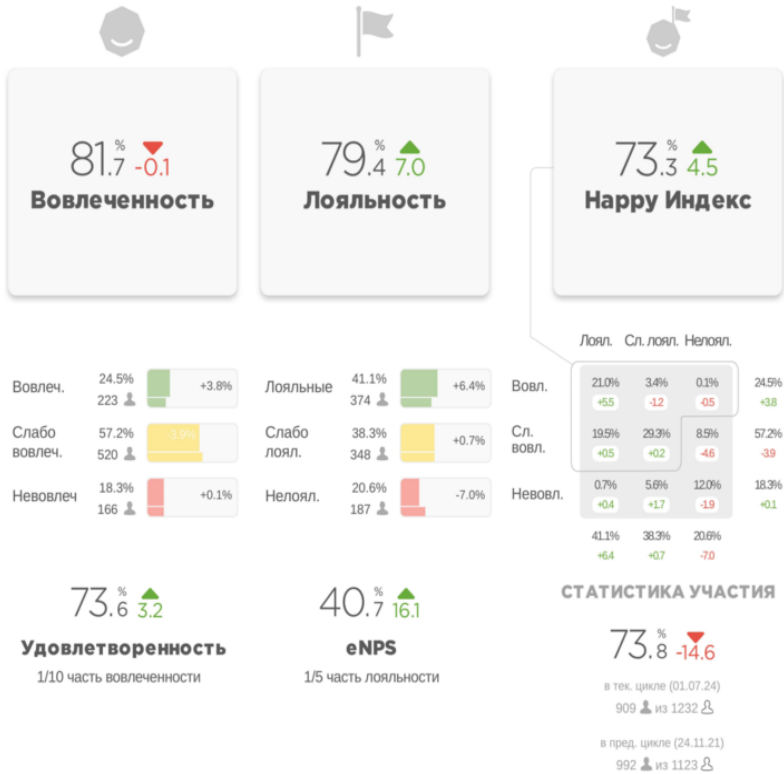 81.7 % -0.1
Вовлеченность
79.4 % 7.0
Лояльность
73.3 % 4.5
Happy Индекс
Вовлеч. 24.5% 223 +3.8%
Слабо вовлеч. 57.2% 520 -3.9%
Невовлеч 18.3% 166 +0.1%
Лояльные 41.1% 374 +6.4%
Слабо лоял. 38.3% 348 +0.7%
Нелоял. 20.6% 187 -7.0%
Лоял. Сл. лоял. Нелоял.
Вовл. 21.0% 3.4% 0.1% 24.5%
+5.5 -1.2 -0.5 +3.8
Сл. вовл. 19.5% 29.3% 8.5% 57.2%
+0.5 +0.2 -4.6 -3.9
Невовл. 0.7% 5.6% 12.0% 18.3%
+0.4 +1.7 -1.9 +0.1
41.1% 38.3% 20.6%
+6.4 +0.7 -7.0
73.6 % 3.2
Удовлетворенность
1/10 часть вовлеченности
40.7 % 16.1
eNPS
1/5 часть лояльности
СТАТИСТИКА УЧАСТИЯ
73.8 % -14.6
в тек. цикле (01.07.24)
909 из 1232
в пред. цикле (24.11.21)
992 из 1123